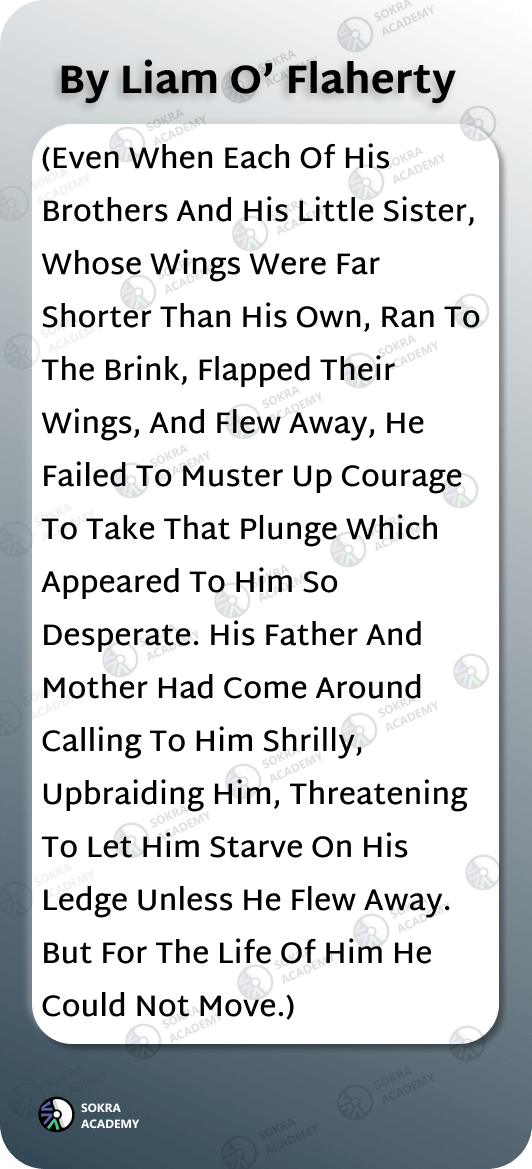 By Liam O’ Flaherty
(Even When Each Of His
Brothers And His Little Sister,
Whose Wings Were Far
Shorter Than His Own, Ran To
The Brink, Flapped Their
Wings, And Flew Away, He
Failed To Muster Up Courage
To Take That Plunge Which
Appeared To Him So
Desperate. His Father And
Mother Had Come Around
Calling To Him Shrilly,
Upbraiding Him, Threatening
To Let Him Starve On His
Ledge Unless He Flew Away.
But For The Life Of Him He
Could Not Move.)
SOKRA
ACADEMY